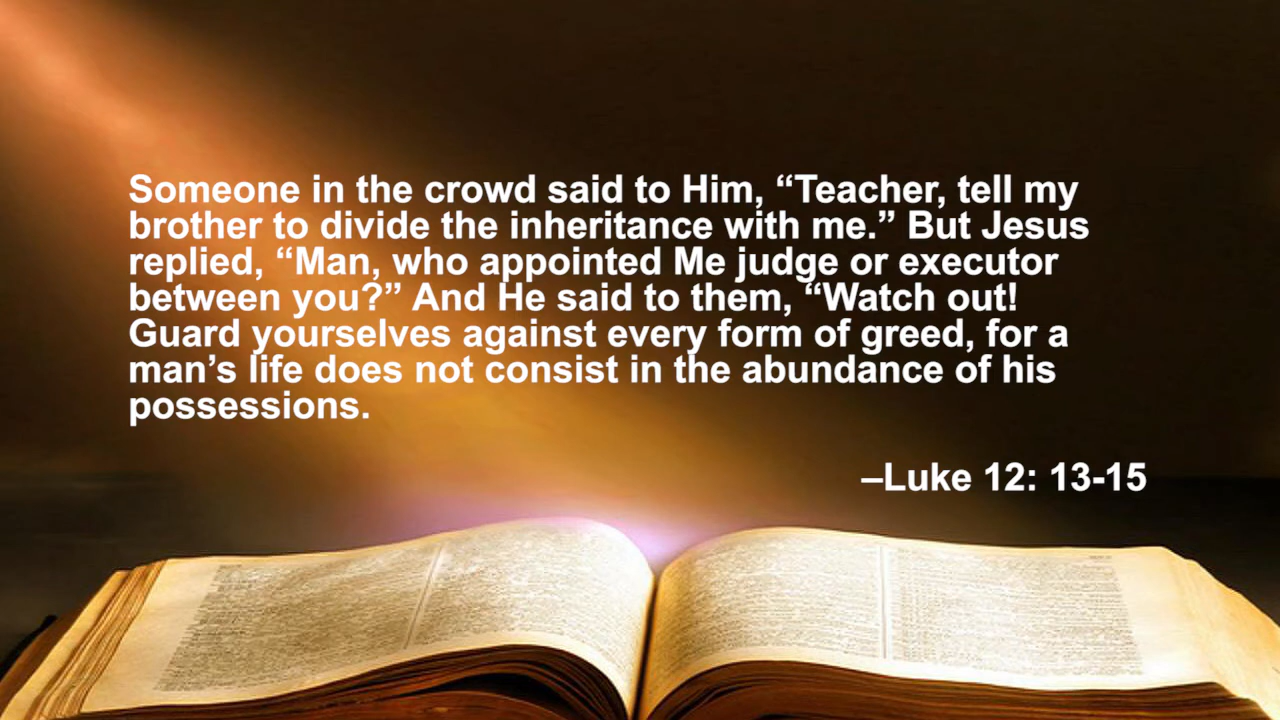 Someone in the crowd said to Him, “Teacher, tell my
brother to divide the inheritance with me.” But Jesus
replied, “Man, who appointed Me judge or executor
between you?” And He said to them, “Watch out!
Guard yourselves against every form of greed, for a
man’s life does not consist in the abundance of his
possessions.
–Luke 12: 13-15